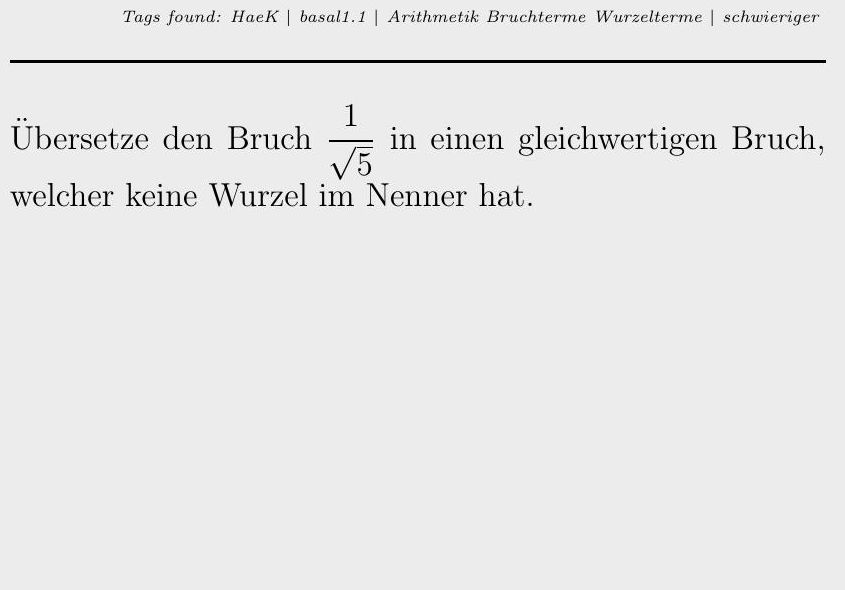 Tags found: HaeK | basal1.1 | Arithmetik Bruchterme Wurzelterme | schwieriger
Übersetze den Bruch $\frac{1}{\sqrt{5}}$ in einen gleichwertigen Bruch,
welcher keine Wurzel im Nenner hat.